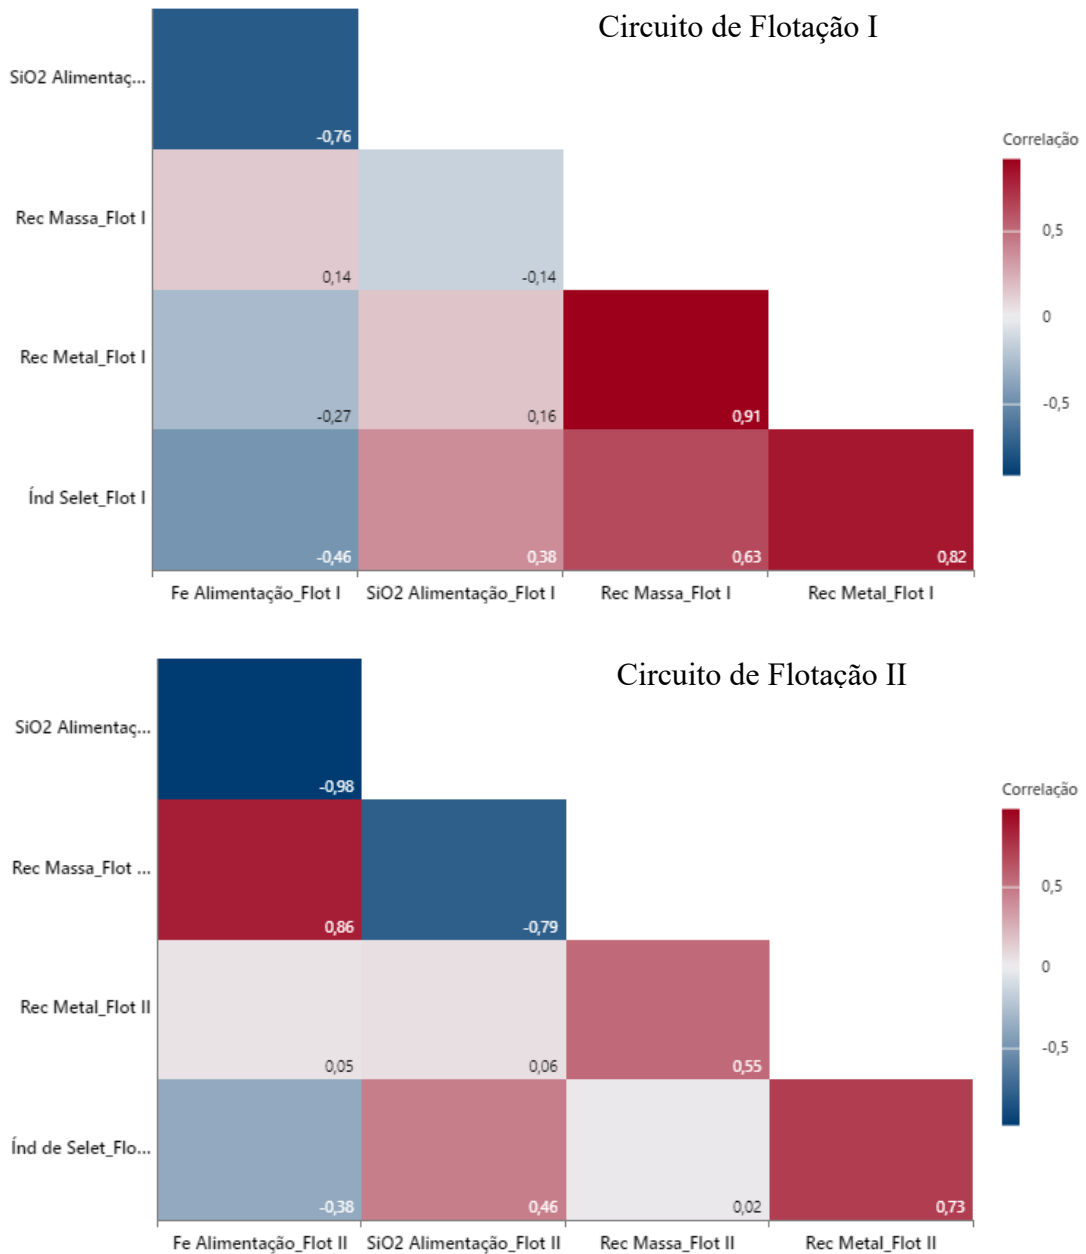 Circuito de Flotação I
SiO2 Alimentaç...
-0,76
Correlação
0,5
0
-0,5
Rec Massa_Flot I
0,14
-0,14
Rec Metal_Flot I
-0,27
0,16
0,91
Índ Selet_Flot I
-0,46
0,38
0,63
0,82
Fe Alimentação_Flot I
SiO2 Alimentação_Flot I
Rec Massa_Flot I
Rec Metal_Flot I
Circuito de Flotação II
SiO2 Alimentaç...
-0,98
Correlação
0,5
0
-0,5
Rec Massa_Flot ...
0,86
-0,79
Rec Metal_Flot II
0,05
0,06
0,55
Índ de Selet_Flo...
-0,38
0,46
0,02
0,73
Fe Alimentação_Flot II
SiO2 Alimentação_Flot II
Rec Massa_Flot II
Rec Metal_Flot II